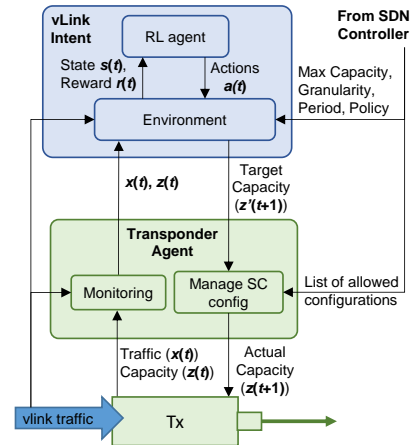 vLink
Intent
From SDN
Controller
RL agent
State s(t),
Reward r(t)
Actions
a(t)
Max Capacity,
Granularity,
Period, Policy
Environment
x(t), z(t)
Target
Capacity
(z'(t+1))
Transponder
Agent
Monitoring
Manage SC
config
List of allowed
configurations
Traffic (x(t))
Capacity (z(t))
Actual
Capacity
(z(t+1))
vlink traffic
Tx